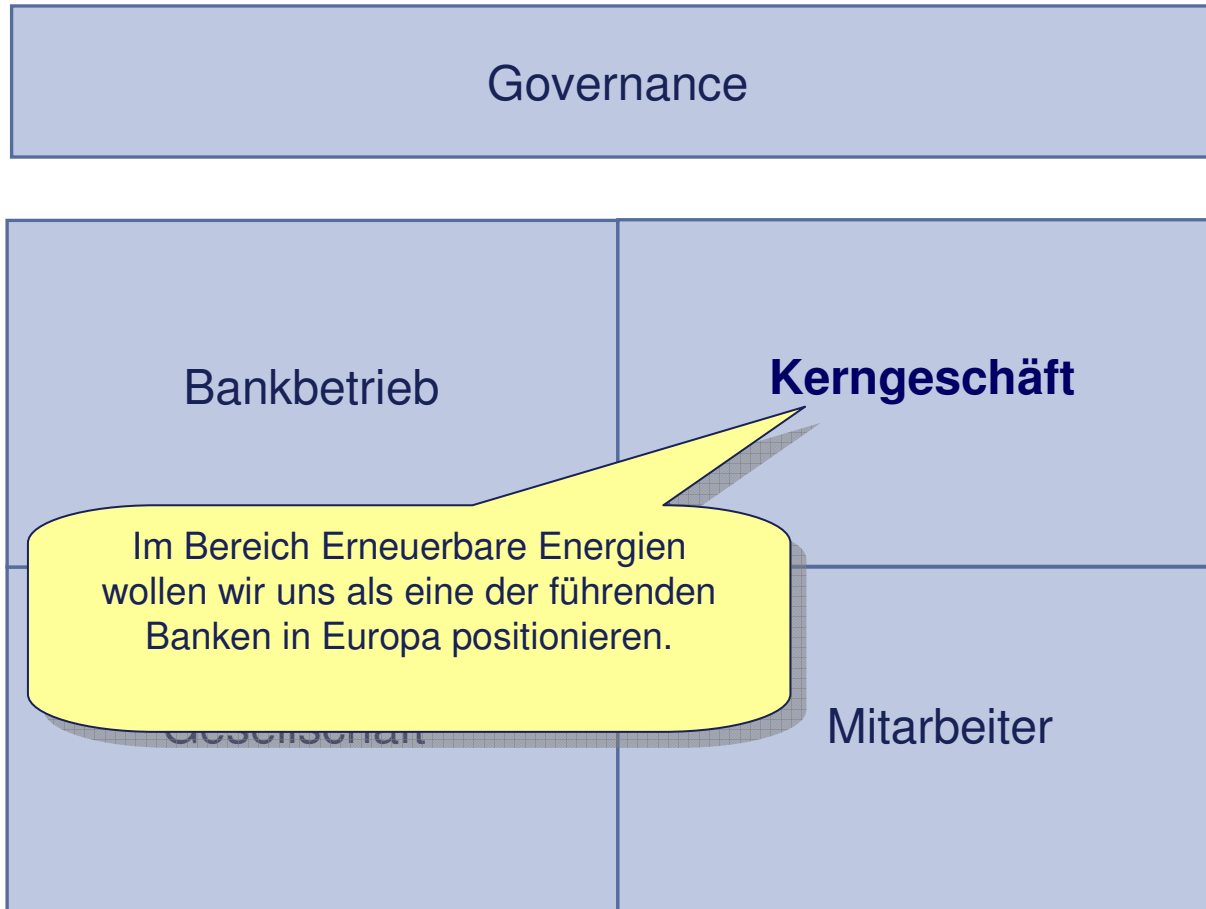 Governance
Bankbetrieb
Kerngeschäft
Im Bereich Erneuerbare Energien
wollen wir uns als eine der führenden
Banken in Europa positionieren.
Gesellschaft
Mitarbeiter